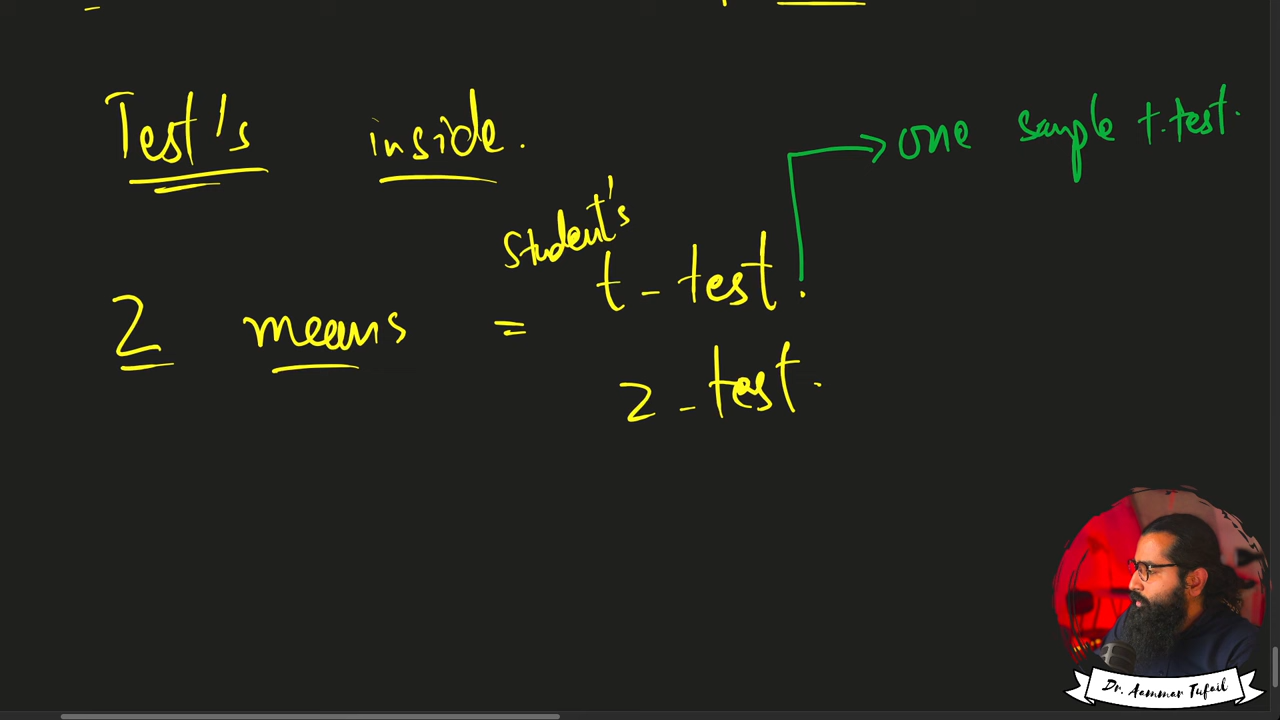 Test's inside.
one sample t.test.
Student's
t - test.
2 means =
z - test.
Dr. Aammar Tufail